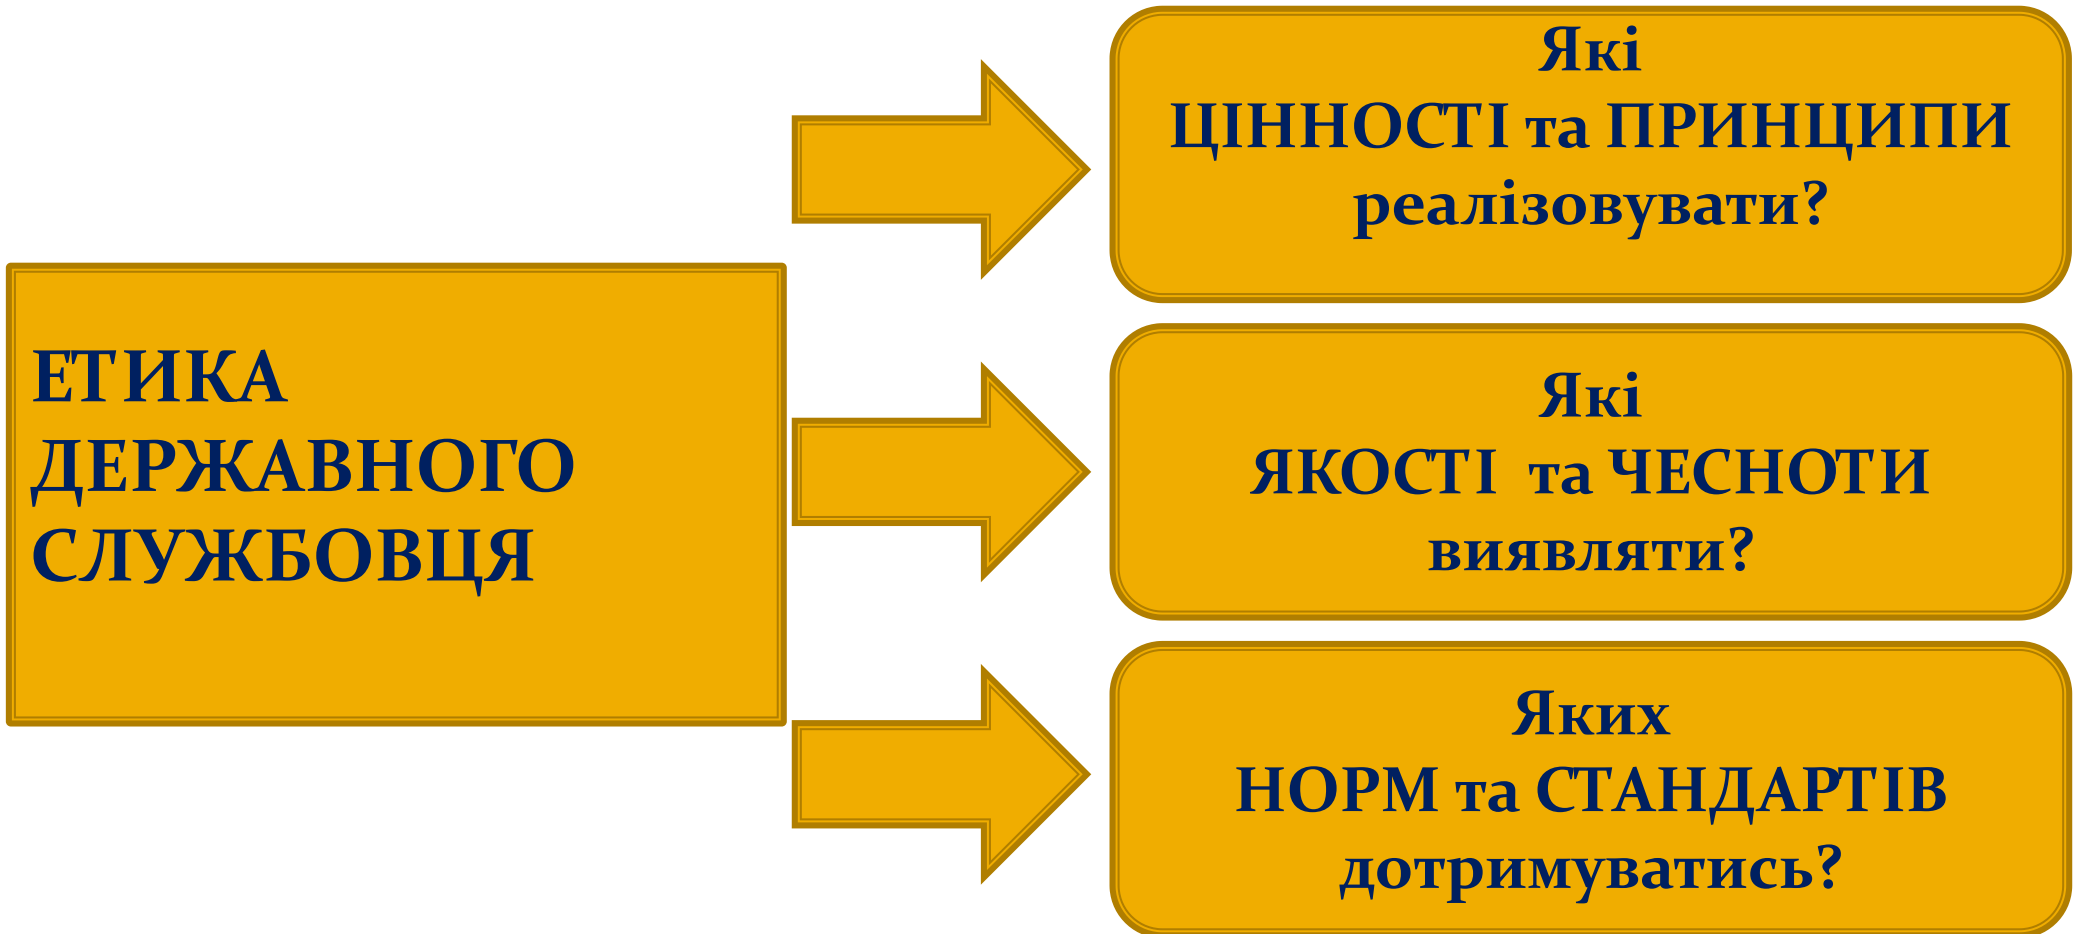 ЕТИКА
ДЕРЖАВНОГО
СЛУЖБОВЦЯ
Які
ЦІННОСТІ та ПРИНЦИПИ
реалізовувати?
Які
ЯКОСТІ та ЧЕСНОТИ
виявляти?
Яких
НОРМ та СТАНДАРТІВ
дотримуватись?